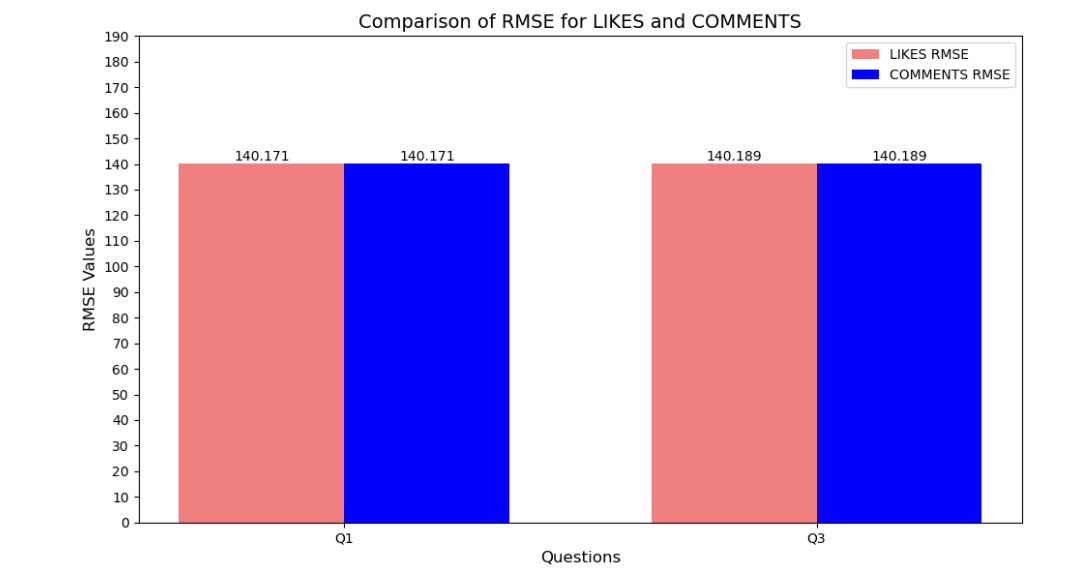 Comparison of RMSE for LIKES and COMMENTS
190
180
170
160
150
140
130
120
110
100
90
80
70
60
50
40
30
20
10
0
RMSE Values
LIKES RMSE
COMMENTS RMSE
140.171 140.171 140.189 140.189
Q1 Q3
Questions